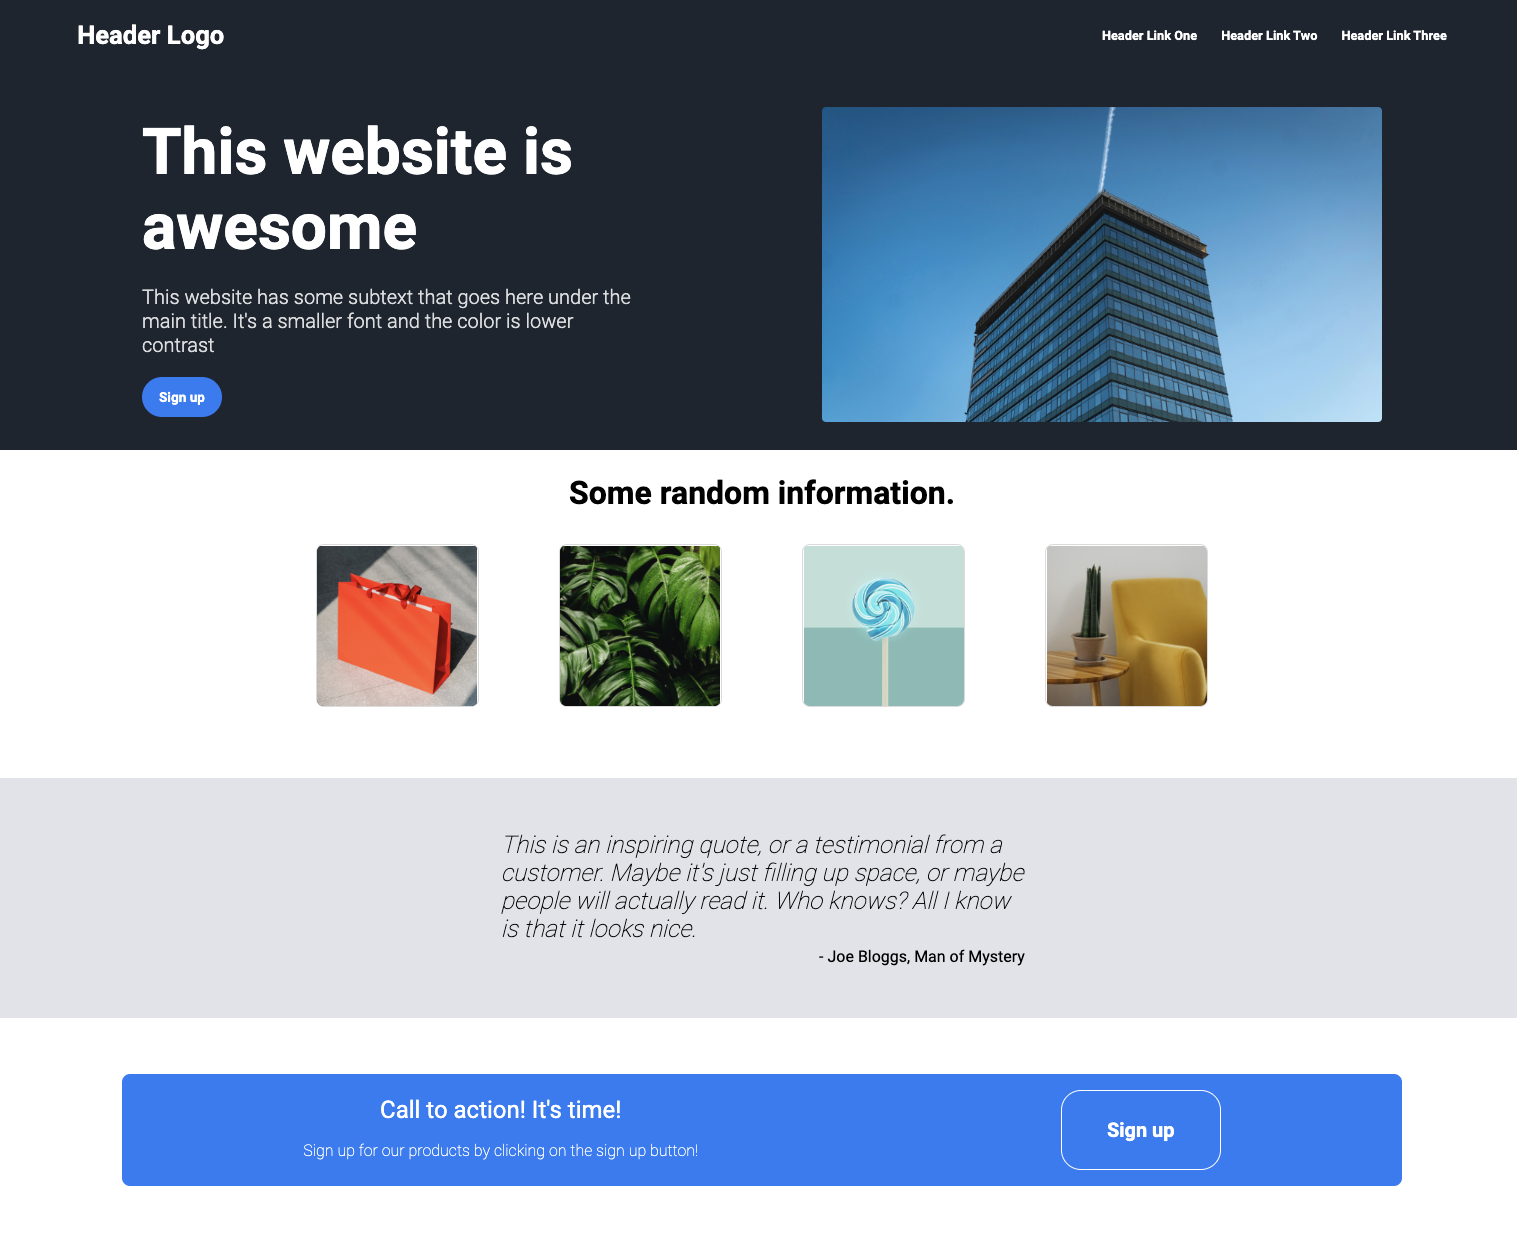 Header Logo
Header Link One
Header Link Two
Header Link Three
This website is
awesome
This website has some subtext that goes here under the
main title. It's a smaller font and the color is lower
contrast
Sign up
Some random information.
This is an inspiring quote, or a testimonial from a
customer. Maybe it's just filling up space, or maybe
people will actually read it. Who knows? All I know
is that it looks nice.
- Joe Bloggs, Man of Mystery
Call to action! It's time!
Sign up for our products by clicking on the sign up button!
Sign up